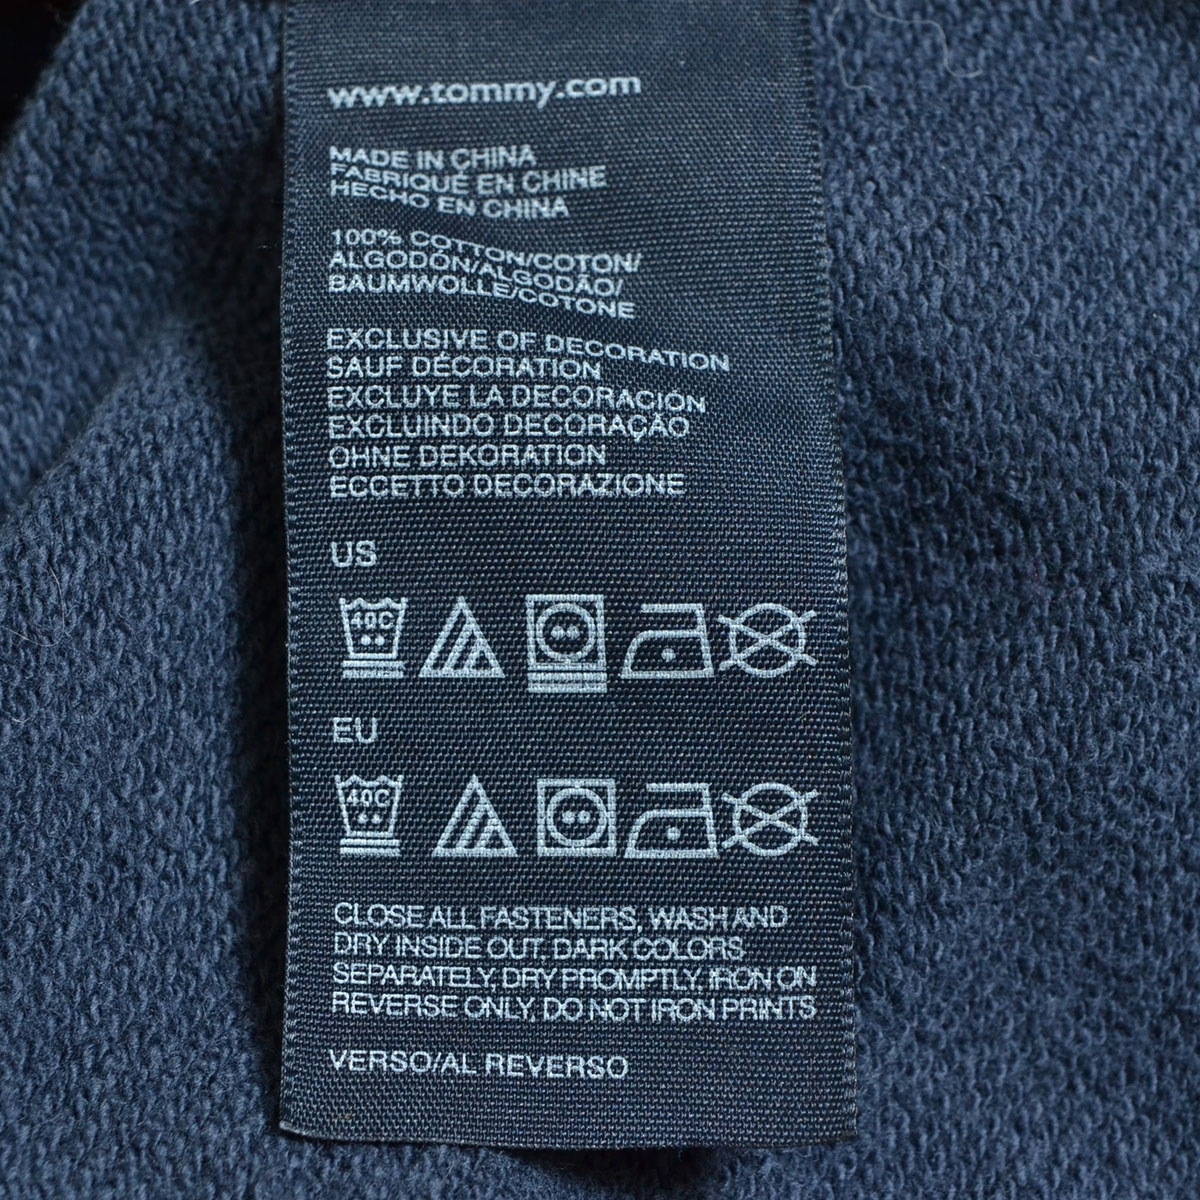 www.tommy.com
MADE IN CHINA
FABRIQUÉ EN CHINE
HECHO EN CHINA
100% COTTON/COTON/
ALGODÓN/ALGODÃO/
BAUMWOLLE/COTONE
EXCLUSIVE OF DECORATION
SAUF DÉCORATION
EXCLUYE LA DECORACIÓN
EXCLUINDO DECORAÇÃO
OHNE DEKORATION
ECCETTO DECORAZIONE
US
40C
EU
40C
CLOSE ALL FASTENERS, WASH AND
DRY INSIDE OUT, DARK COLORS
SEPARATELY, DRY PROMPTLY, IRON ON
REVERSE ONLY, DO NOT IRON PRINTS
VERSO/AL REVERSO